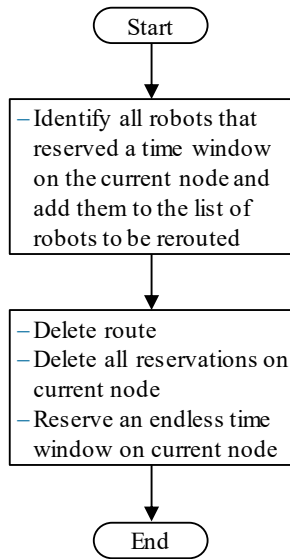 Start
– Identify all robots that
reserved a time window
on the current node and
add them to the list of
robots to be rerouted
– Delete route
– Delete all reservations on
current node
– Reserve an endless time
window on current node
End